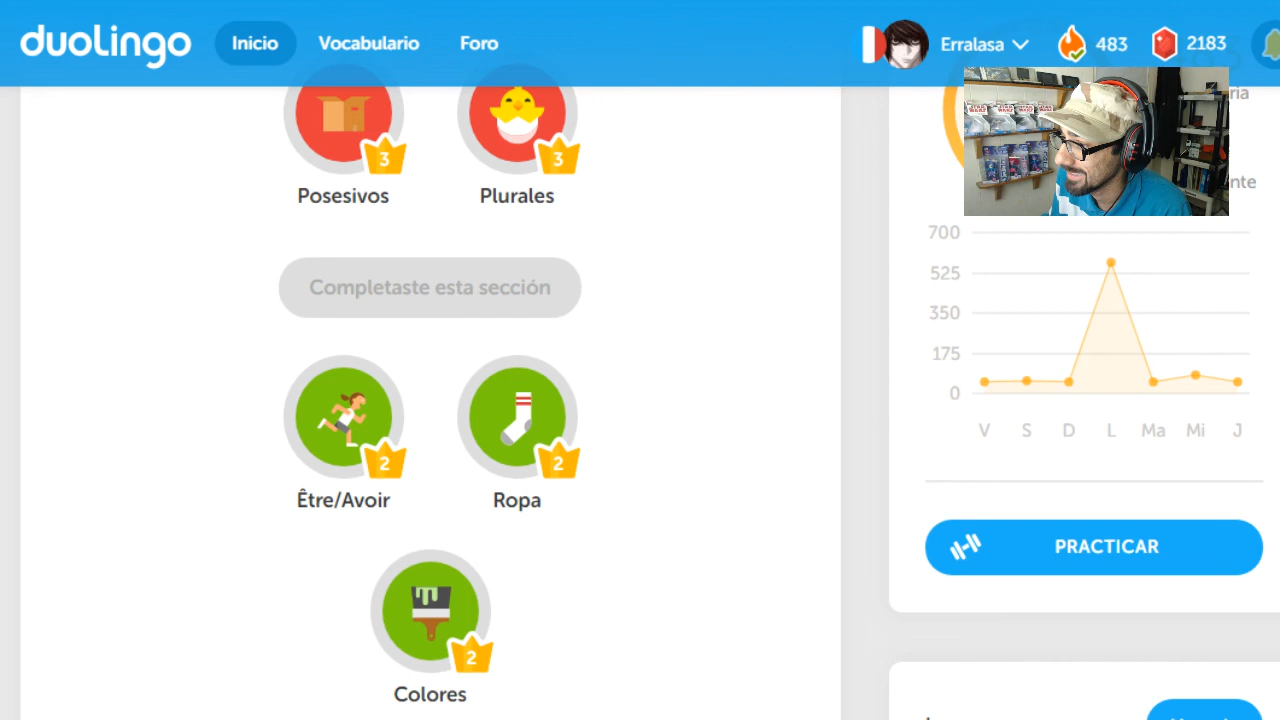 duolingo
Inicio
Vocabulario
Foro
Erralasa
483
2183
3
Posesivos
3
Plurales
Completaste esta sección
2
Être/Avoir
2
Ropa
2
Colores
700
525
350
175
0
V S D L Ma Mi J
PRACTICAR